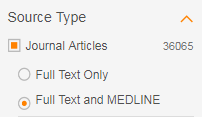 Source Type
Journal Articles 36065
Full Text Only
Full Text and MEDLINE